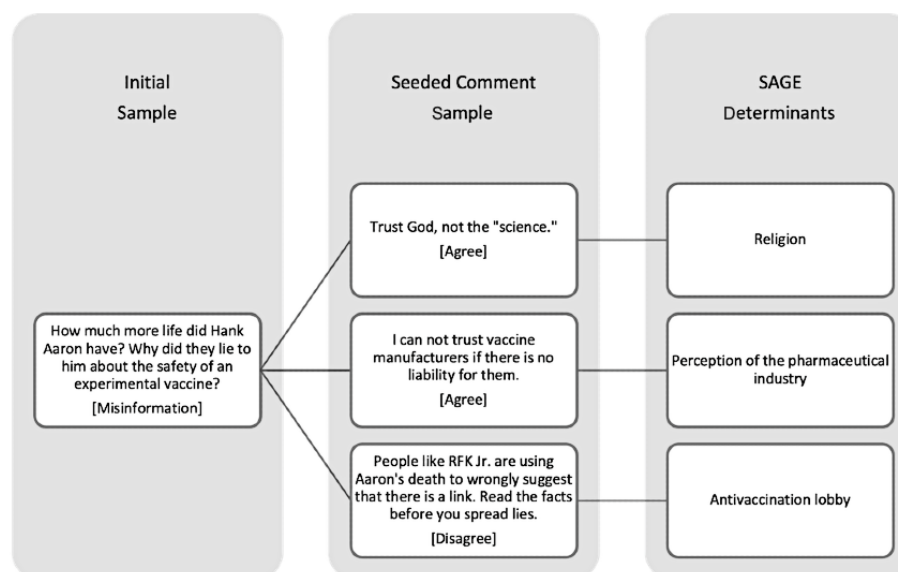 Initial
Sample
Seeded Comment
Sample
SAGE
Determinants
How much more life did Hank
Aaron have? Why did they lie to
him about the safety of an
experimental vaccine?
[Misinformation]
Trust God, not the "science."
[Agree]
Religion
I can not trust vaccine
manufacturers if there is no
liability for them.
[Agree]
Perception of the pharmaceutical
industry
People like RFK Jr. are using
Aaron's death to wrongly suggest
that there is a link. Read the facts
before you spread lies.
[Disagree]
Antivaccination lobby